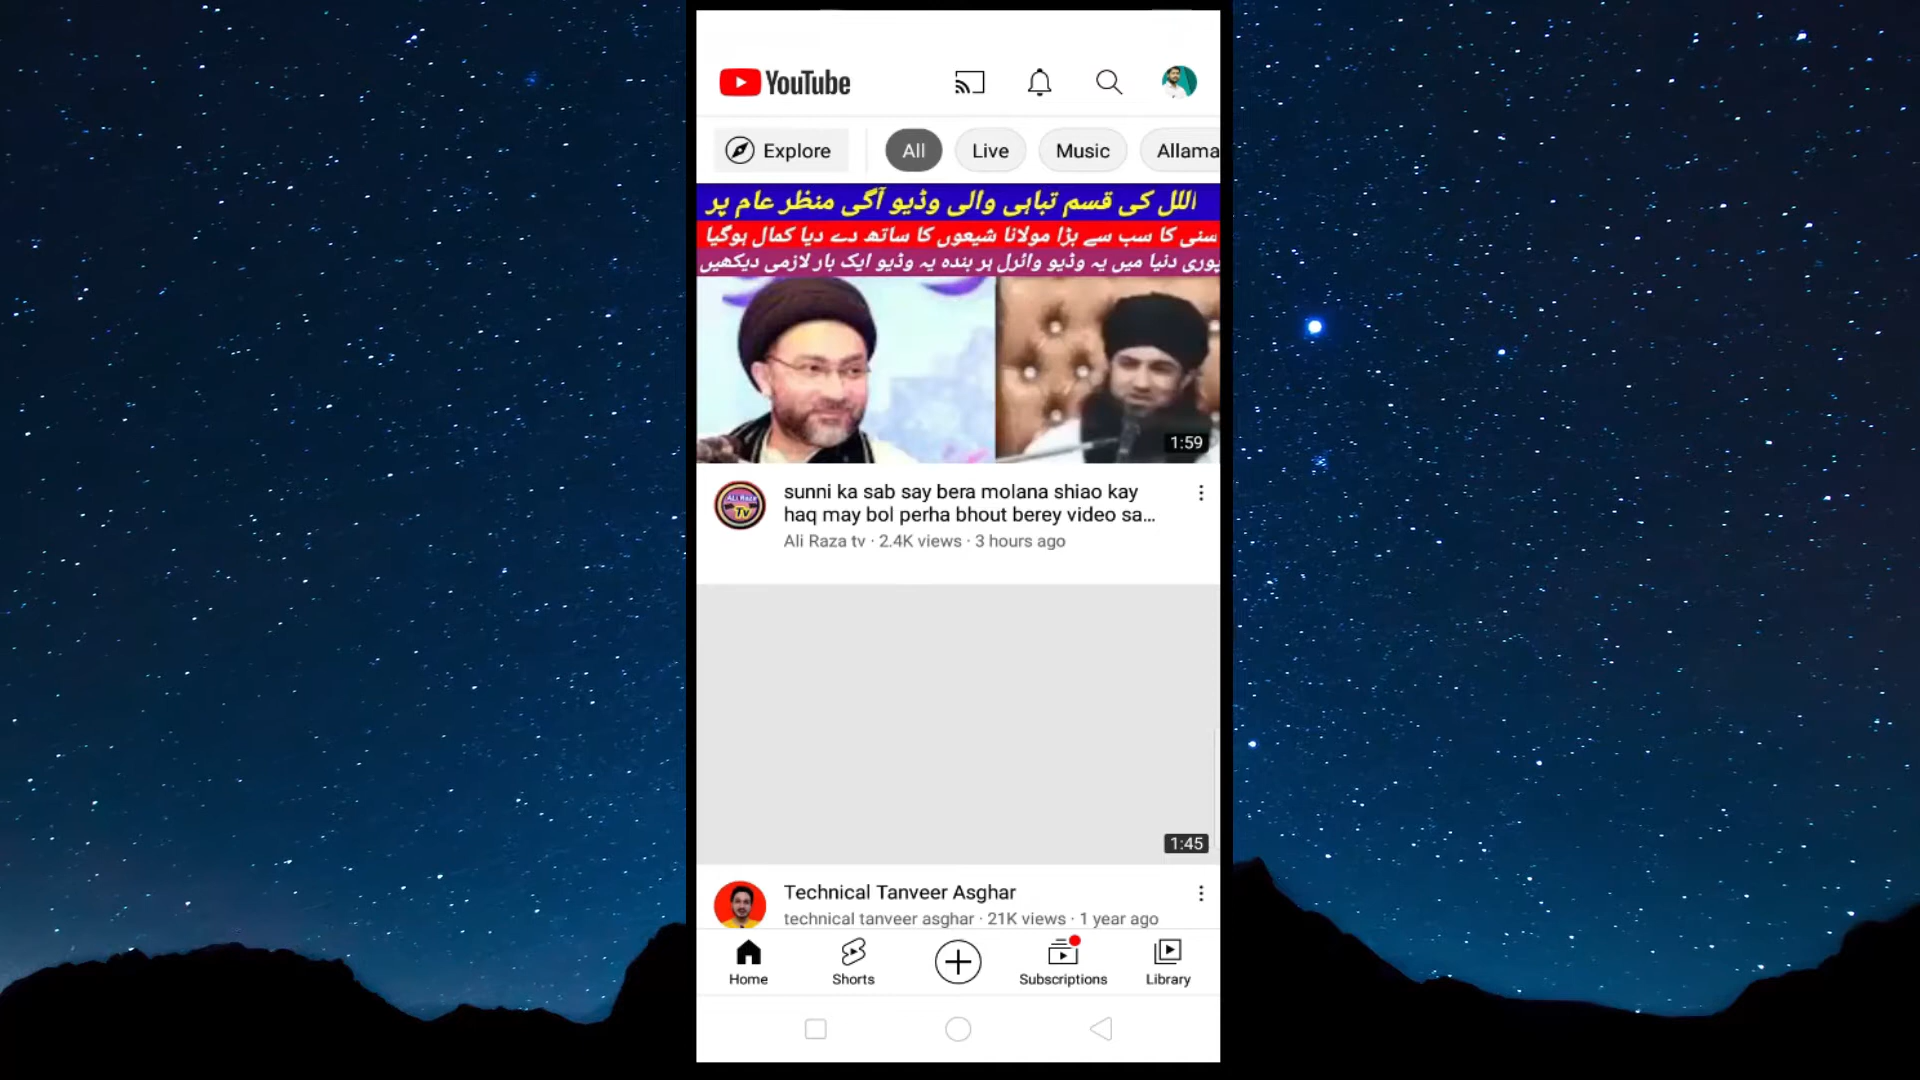 YouTube
Explore
All
Live
Music
Allama
اللل کی قسم تباہی والی وڈیو آگی منظر عام پر
سنی کا سب سے بڑا مولانا شیعوں کا ساتھ دے دیا کمال ہوگیا
پوری دنیا میں یہ وڈیو وائرل ہر بندہ یہ وڈیو ایک بار لازمی دیکھیں
1:59
ALI Raza
Tv
sunni ka sab say bera molana shiao kay
haq may bol perha bhout berey video sa...
Ali Raza tv · 2.4K views · 3 hours ago
1:45
Technical Tanveer Asghar
technical tanveer asghar · 21K views · 1 year ago
Home
Shorts
Subscriptions
Library